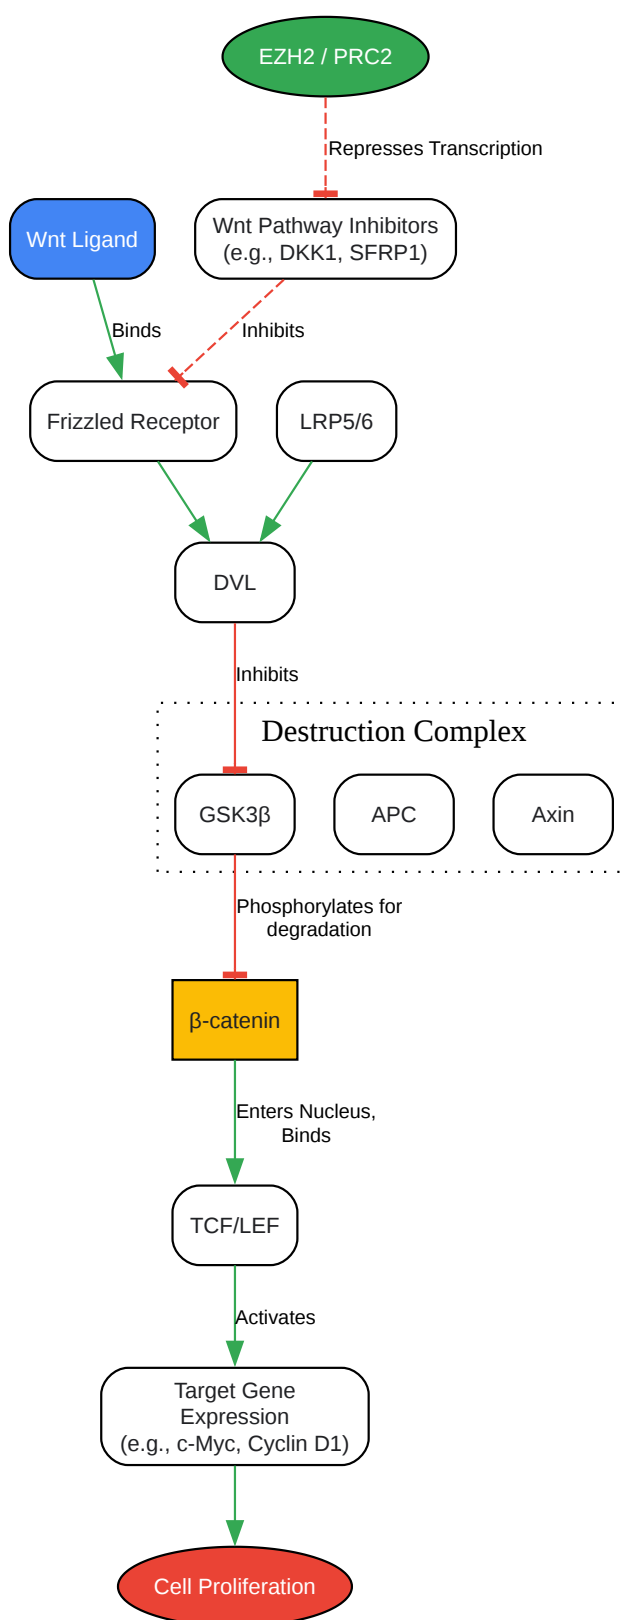 EZH2 / PRC2
Represses Transcription
Wnt Ligand
Wnt Pathway Inhibitors
(e.g., DKK1, SFRP1)
Binds
Inhibits
Frizzled Receptor
LRP5/6
DVL
Inhibits
Destruction Complex
GSK3β
APC
Axin
Phosphorylates for
degradation
β-catenin
Enters Nucleus,
Binds
TCF/LEF
Activates
Target Gene
Expression
(e.g., c-Myc, Cyclin D1)
Cell Proliferation